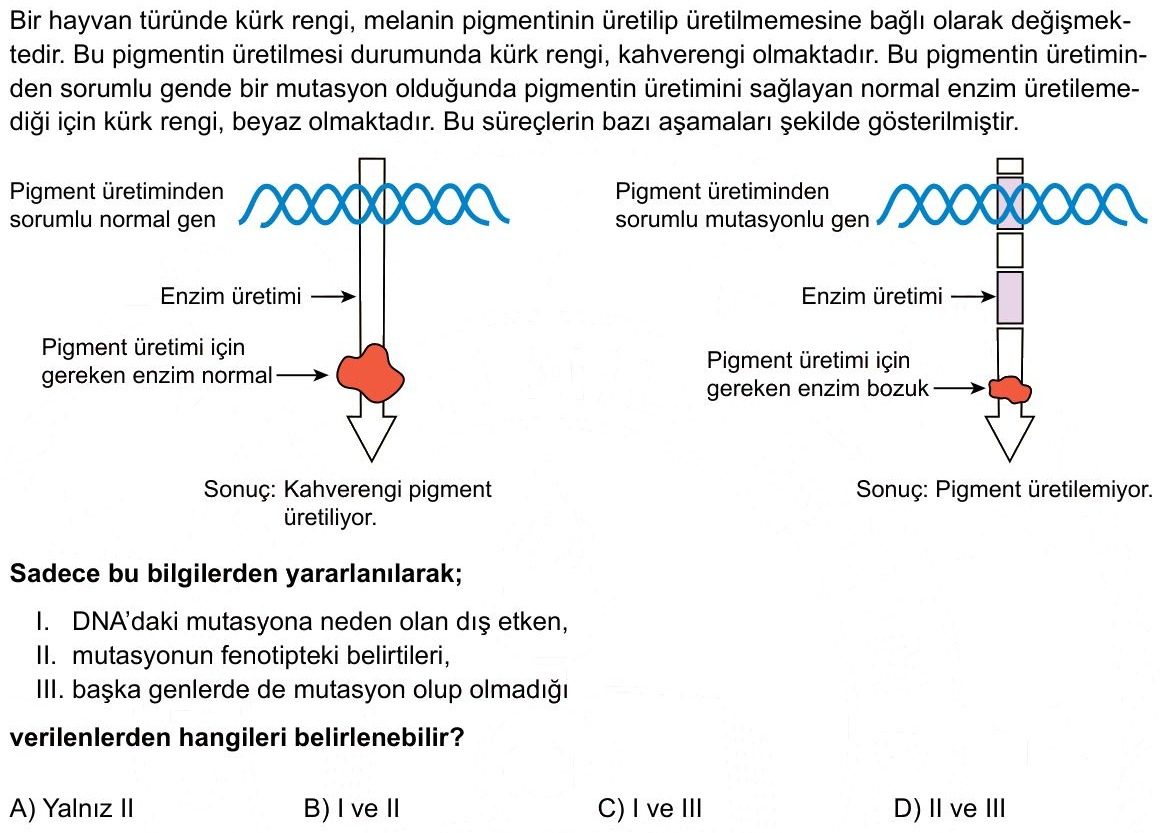 Bir hayvan türünde kürk rengi, melanin pigmentinin üretilip üretilmemesine bağlı olarak değişmek-
tedir. Bu pigmentin üretilmesi durumunda kürk rengi, kahverengi olmaktadır. Bu pigmentin üretimin-
den sorumlu gende bir mutasyon olduğunda pigmentin üretimini sağlayan normal enzim üretileme-
diği için kürk rengi, beyaz olmaktadır. Bu süreçlerin bazı aşamaları şekilde gösterilmiştir.
Pigment üretiminden
sorumlu normal gen
Enzim üretimi
Pigment üretimi için
gereken enzim normal
Sonuç: Kahverengi pigment
üretiliyor.
Pigment üretiminden
sorumlu mutasyonlu gen
Enzim üretimi
Pigment üretimi için
gereken enzim bozuk
Sonuç: Pigment üretilemiyor.
Sadece bu bilgilerden yararlanılarak;
I. DNA’daki mutasyona neden olan dış etken,
II. mutasyonun fenotipteki belirtileri,
III. başka genlerde de mutasyon olup olmadığı
verilenlerden hangileri belirlenebilir?
A) Yalnız II B) I ve II C) I ve III D) II ve III